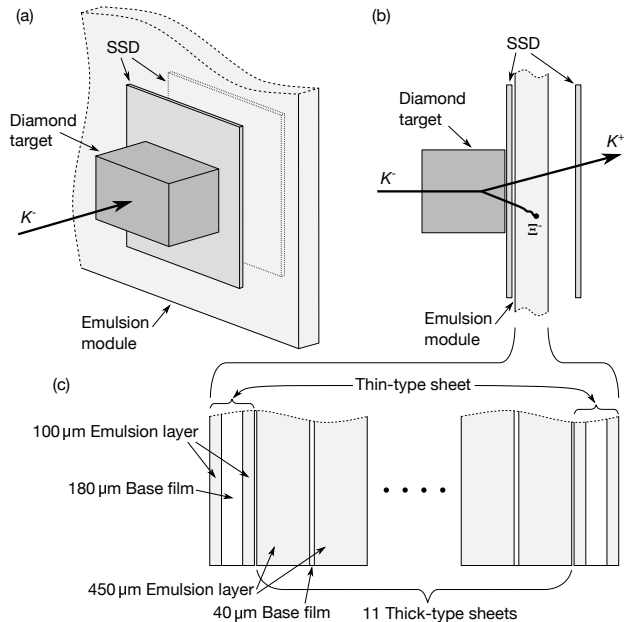 (a)
SSD
Diamond
target
K⁻
Emulsion
module
(b)
SSD
Diamond
target
K⁺
K⁻
Ξ⁻
Emulsion
module
(c)
Thin-type sheet
100 μm Emulsion layer
180 μm Base film
450 μm Emulsion layer
40 μm Base film
11 Thick-type sheets